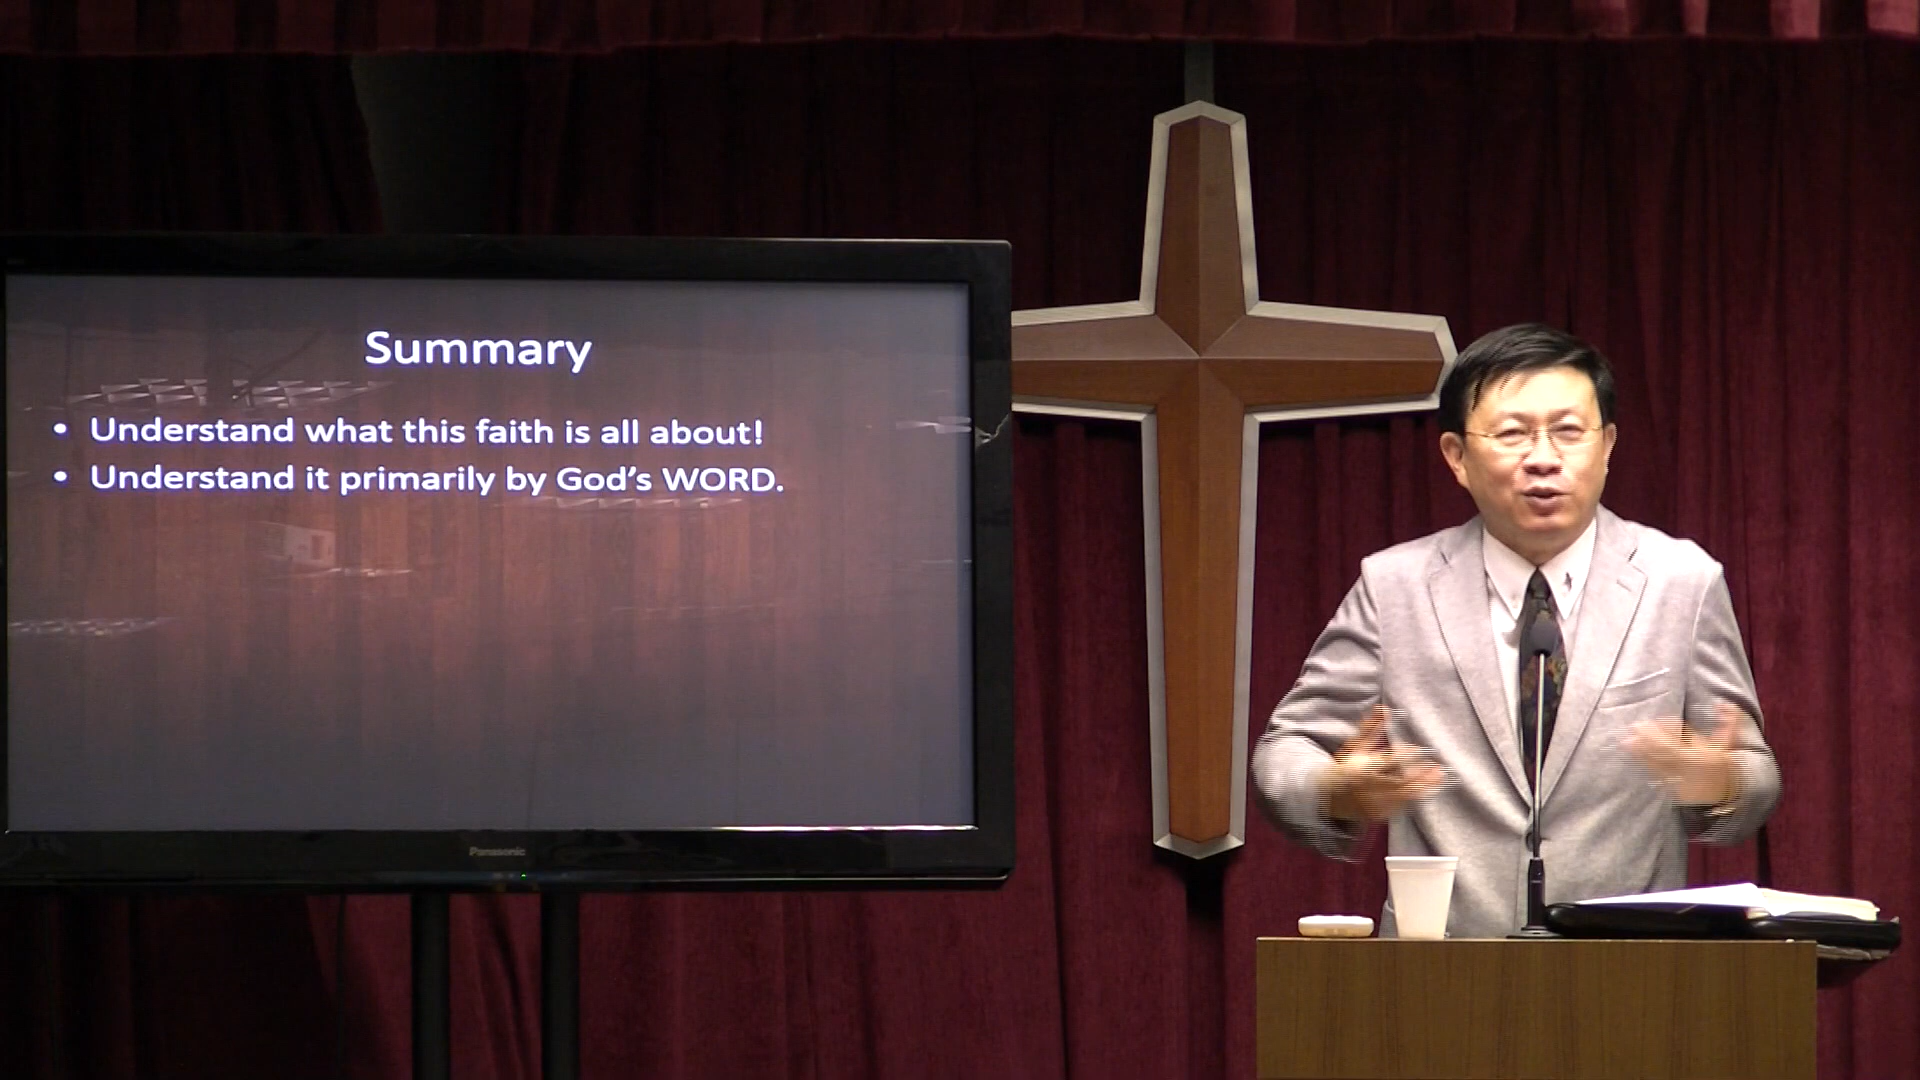 Summary
• Understand what this faith is all about!
• Understand it primarily by God's WORD.
Panasonic